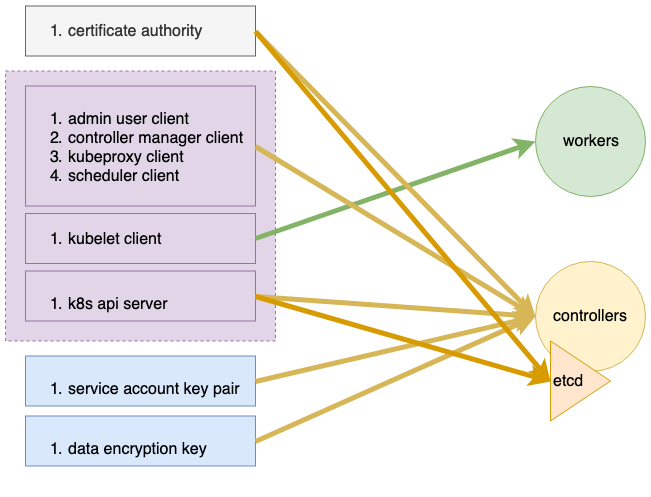 1. certificate authority
1. admin user client
2. controller manager client
3. kubeproxy client
4. scheduler client
1. kubelet client
1. k8s api server
1. service account key pair
1. data encryption key
workers
controllers
etcd